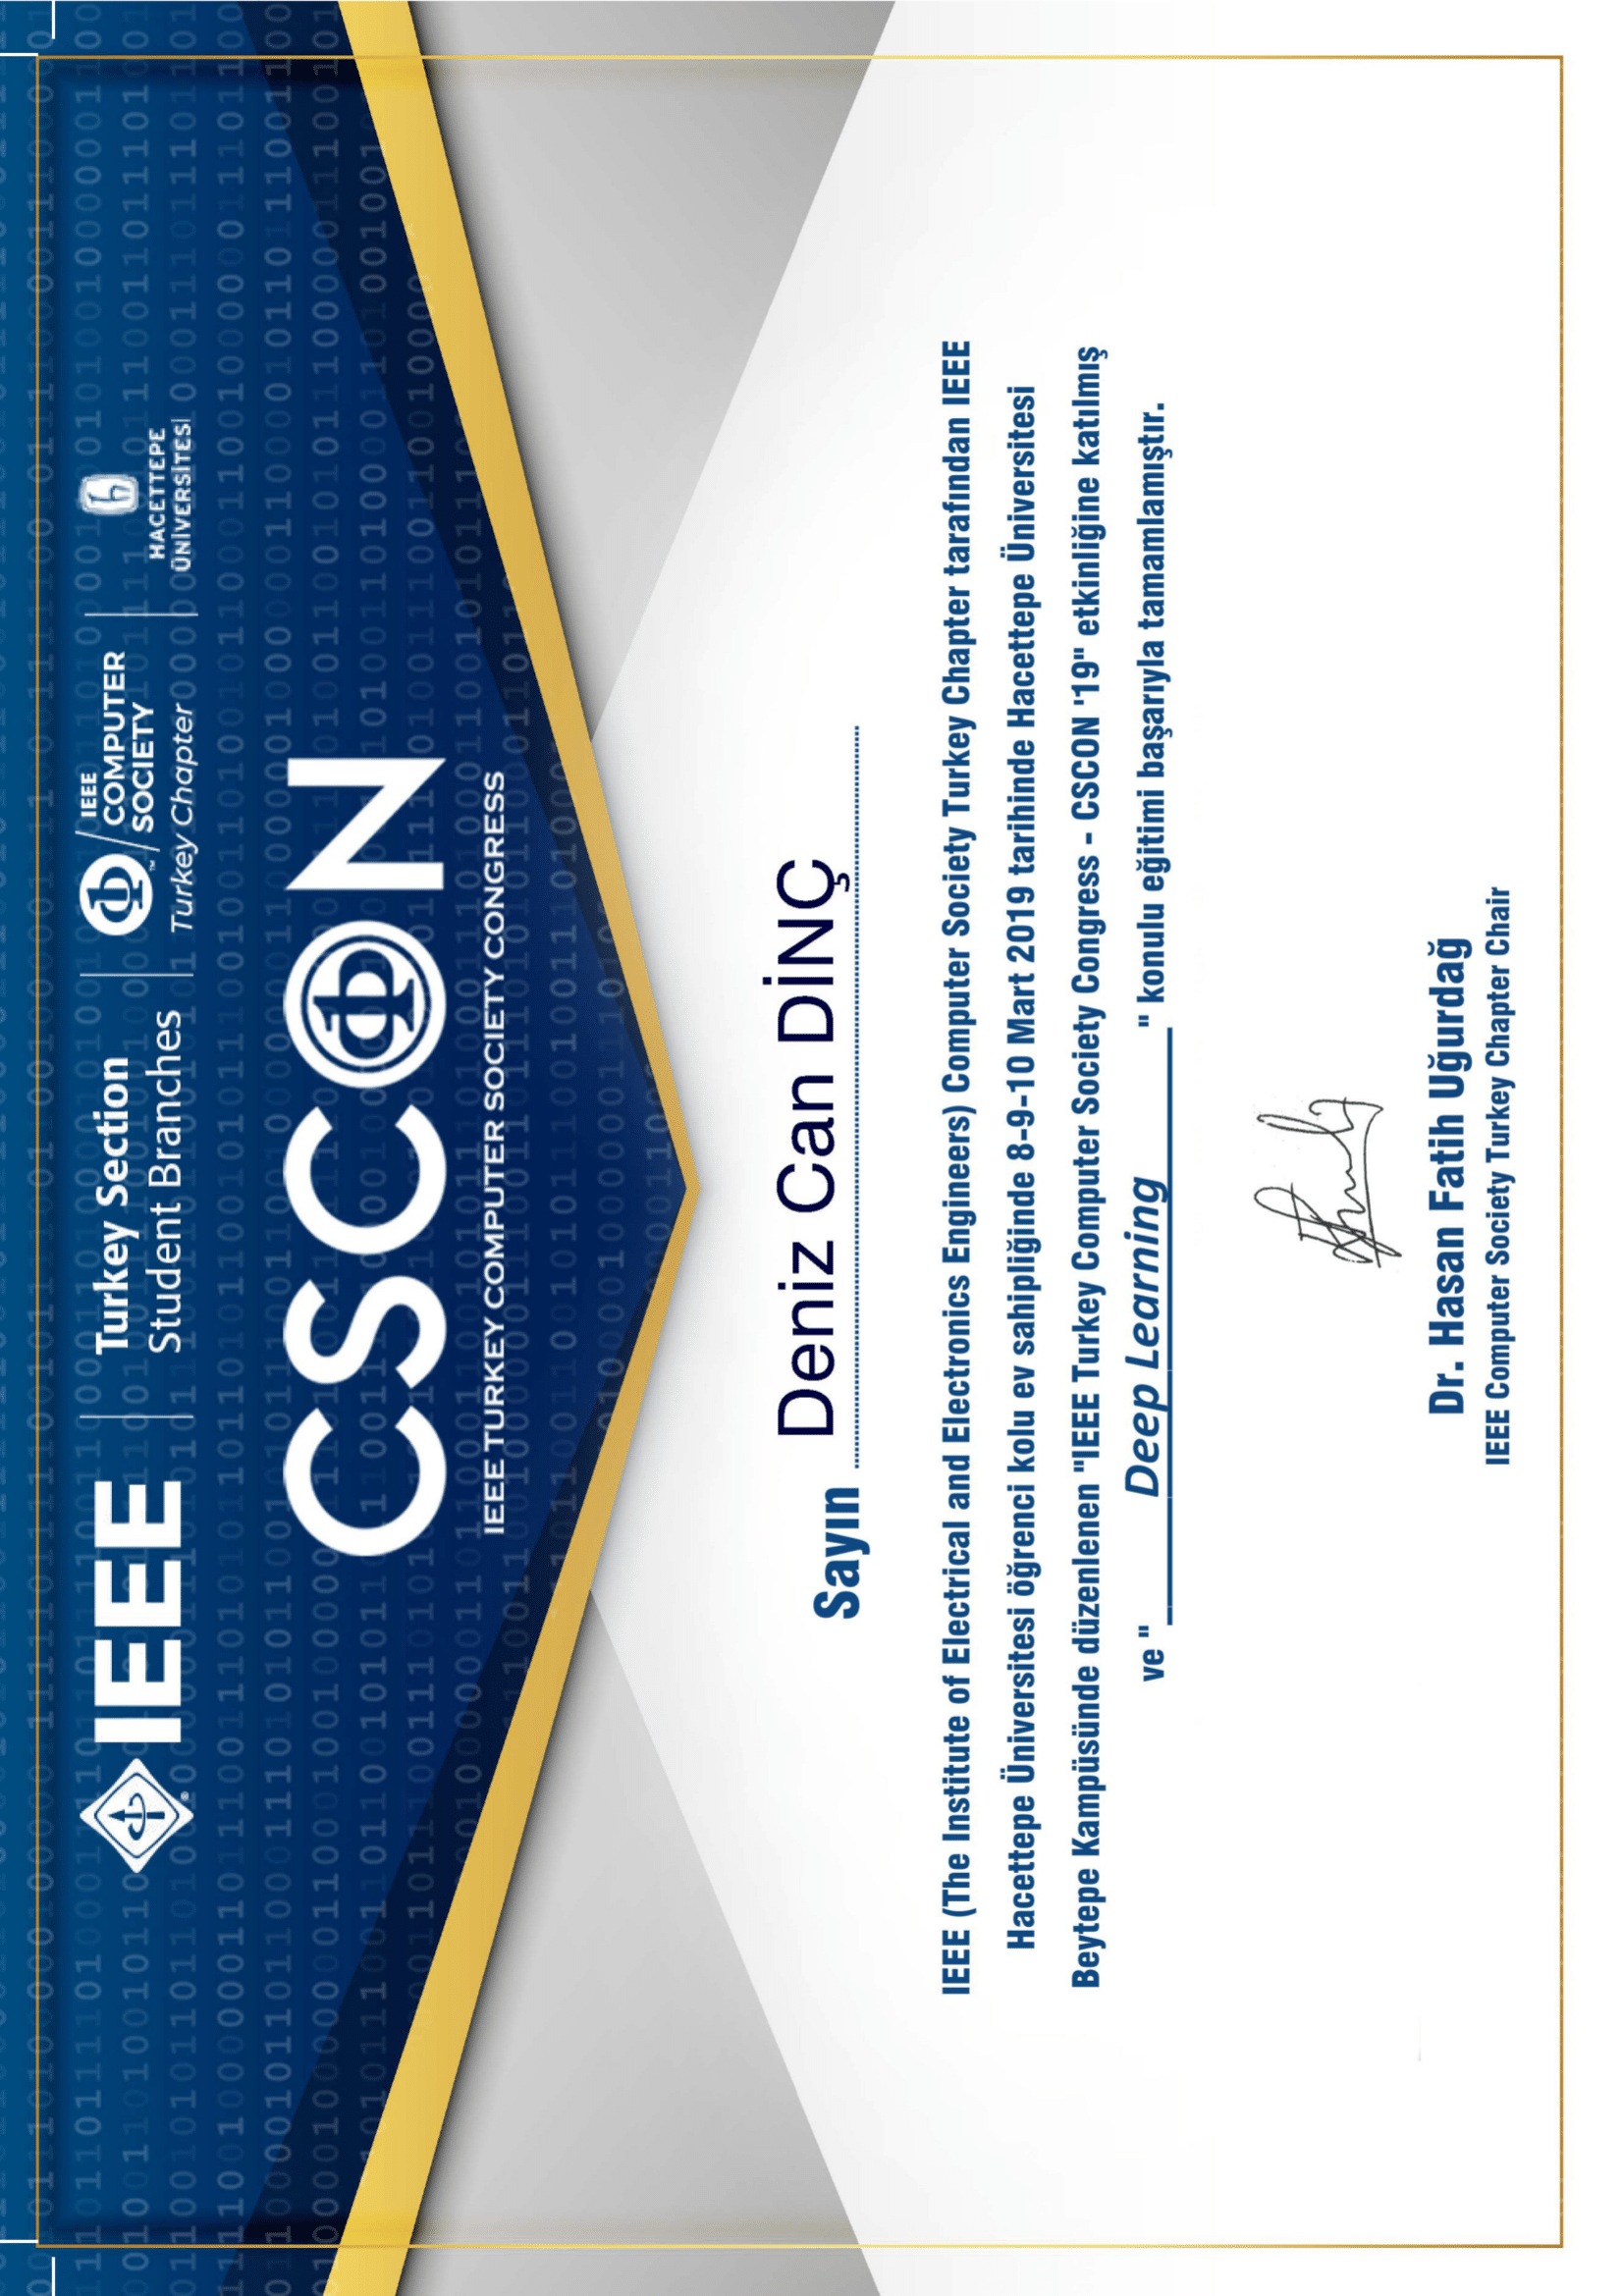 IEEE
Turkey Section
Student Branches
IEEE
COMPUTER
SOCIETY
Turkey Chapter
HACETTEPE
ÜNİVERSİTESİ
CSCON
IEEE TURKEY COMPUTER SOCIETY CONGRESS
Sayın Deniz Can DİNÇ
IEEE (The Institute of Electrical and Electronics Engineers) Computer Society Turkey Chapter tarafından IEEE
Hacettepe Üniversitesi öğrenci kolu ev sahipliğinde 8-9-10 Mart 2019 tarihinde Hacettepe Üniversitesi
Beytepe Kampüsünde düzenlenen "IEEE Turkey Computer Society Congress - CSCON '19" etkinliğine katılmış
ve " Deep Learning " konulu eğitimi başarıyla tamamlamıştır.
Dr. Hasan Fatih Uğurdağ
IEEE Computer Society Turkey Chapter Chair